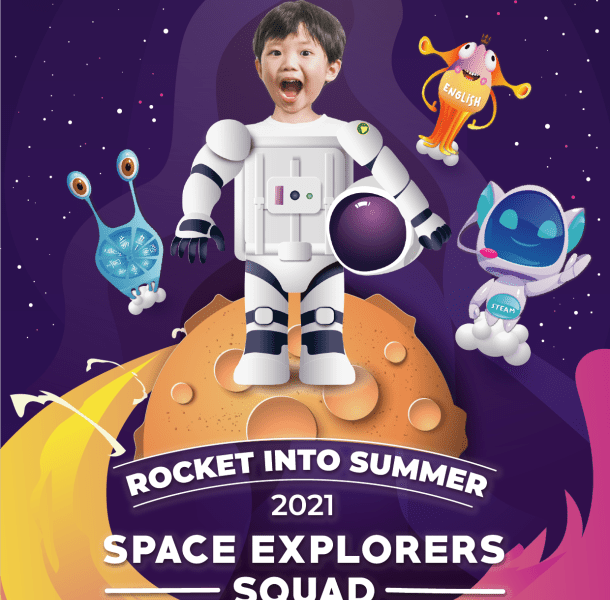 ENGLISH
STEAM
ROCKET INTO SUMMER
2021
SPACE EXPLORERS
SQUAD